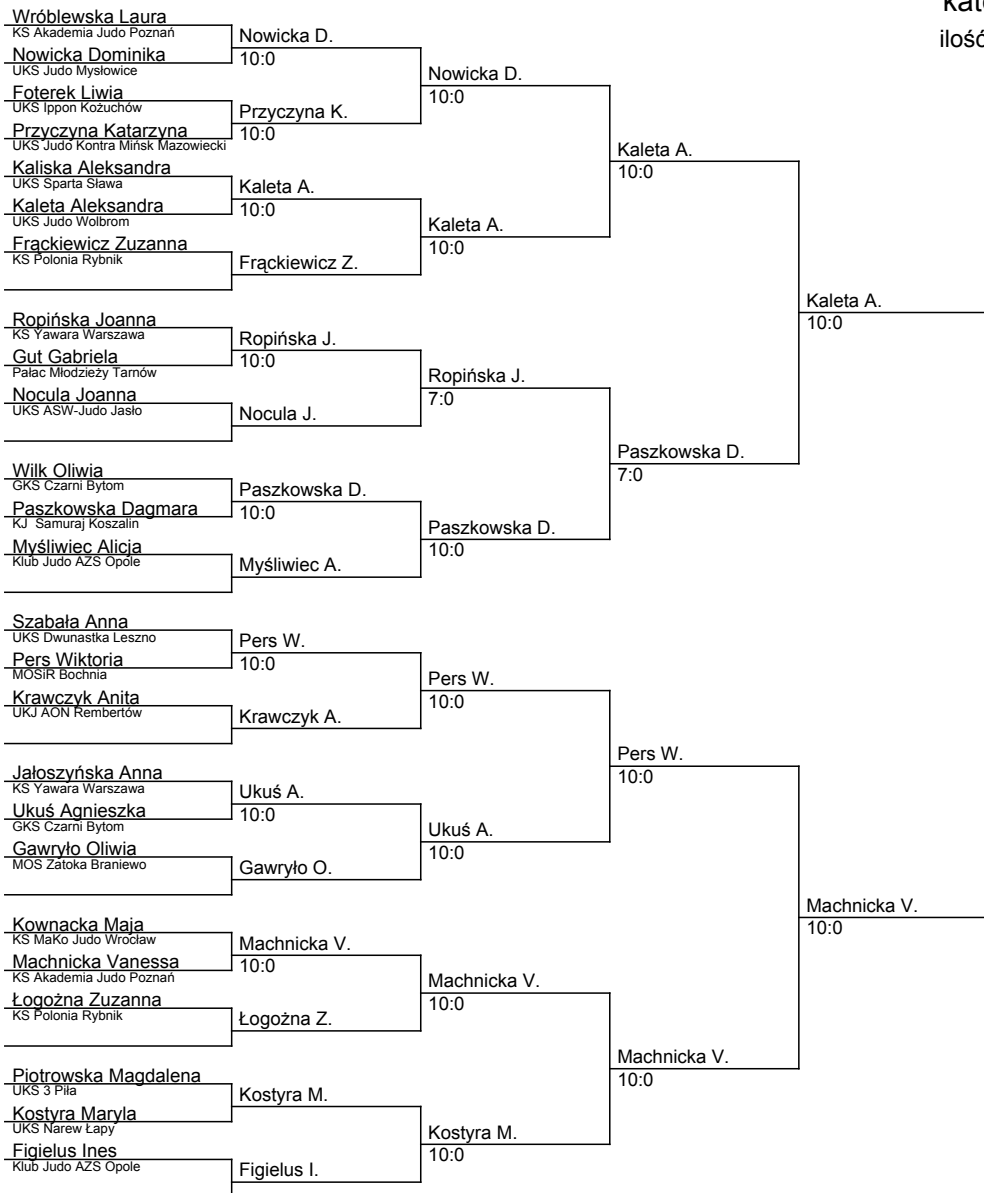 Wróblewska Laura
KS Akademia Judo Poznań
Nowicka Dominika
UKS Judo Mysłowice
Foterek Liwia
UKS Ippon Kożuchów
Przyczyna Katarzyna
UKS Judo Kontra Mińsk Mazowiecki
Kaliska Aleksandra
UKS Sparta Sława
Kaleta Aleksandra
UKS Judo Wolbrom
Frąckiewicz Zuzanna
KS Polonia Rybnik
Ropińska Joanna
KS Yawara Warszawa
Gut Gabriela
Pałac Młodzieży Tarnów
Nocula Joanna
UKS ASW-Judo Jasło
Wilk Oliwia
GKS Czarni Bytom
Paszkowska Dagmara
KJ Samuraj Koszalin
Myśliwiec Alicja
Klub Judo AZS Opole
Szabała Anna
UKS Dwunastka Leszno
Pers Wiktoria
MOSiR Bochnia
Krawczyk Anita
UKJ AON Rembertów
Jałoszyńska Anna
KS Yawara Warszawa
Ukuś Agnieszka
GKS Czarni Bytom
Gawryło Oliwia
MOS Zatoka Braniewo
Kownacka Maja
KS MaKo Judo Wrocław
Machnicka Vanessa
KS Akademia Judo Poznań
Łogożna Zuzanna
KS Polonia Rybnik
Piotrowska Magdalena
UKS 3 Piła
Kostyra Maryla
UKS Narew Łapy
Figielus Ines
Klub Judo AZS Opole
Nowicka D.
10:0
Przyczyna K.
10:0
Kaleta A.
10:0
Frąckiewicz Z.
Ropińska J.
10:0
Nocula J.
Paszkowska D.
10:0
Myśliwiec A.
Pers W.
10:0
Krawczyk A.
Ukuś A.
10:0
Gawryło O.
Machnicka V.
10:0
Łogożna Z.
Kostyra M.
Figielus I.
Nowicka D.
10:0
Kaleta A.
10:0
Ropińska J.
7:0
Paszkowska D.
10:0
Pers W.
10:0
Ukuś A.
10:0
Machnicka V.
10:0
Kostyra M.
10:0
Kaleta A.
10:0
Paszkowska D.
7:0
Pers W.
10:0
Machnicka V.
10:0
Kaleta A.
10:0
Machnicka V.
10:0
ilość